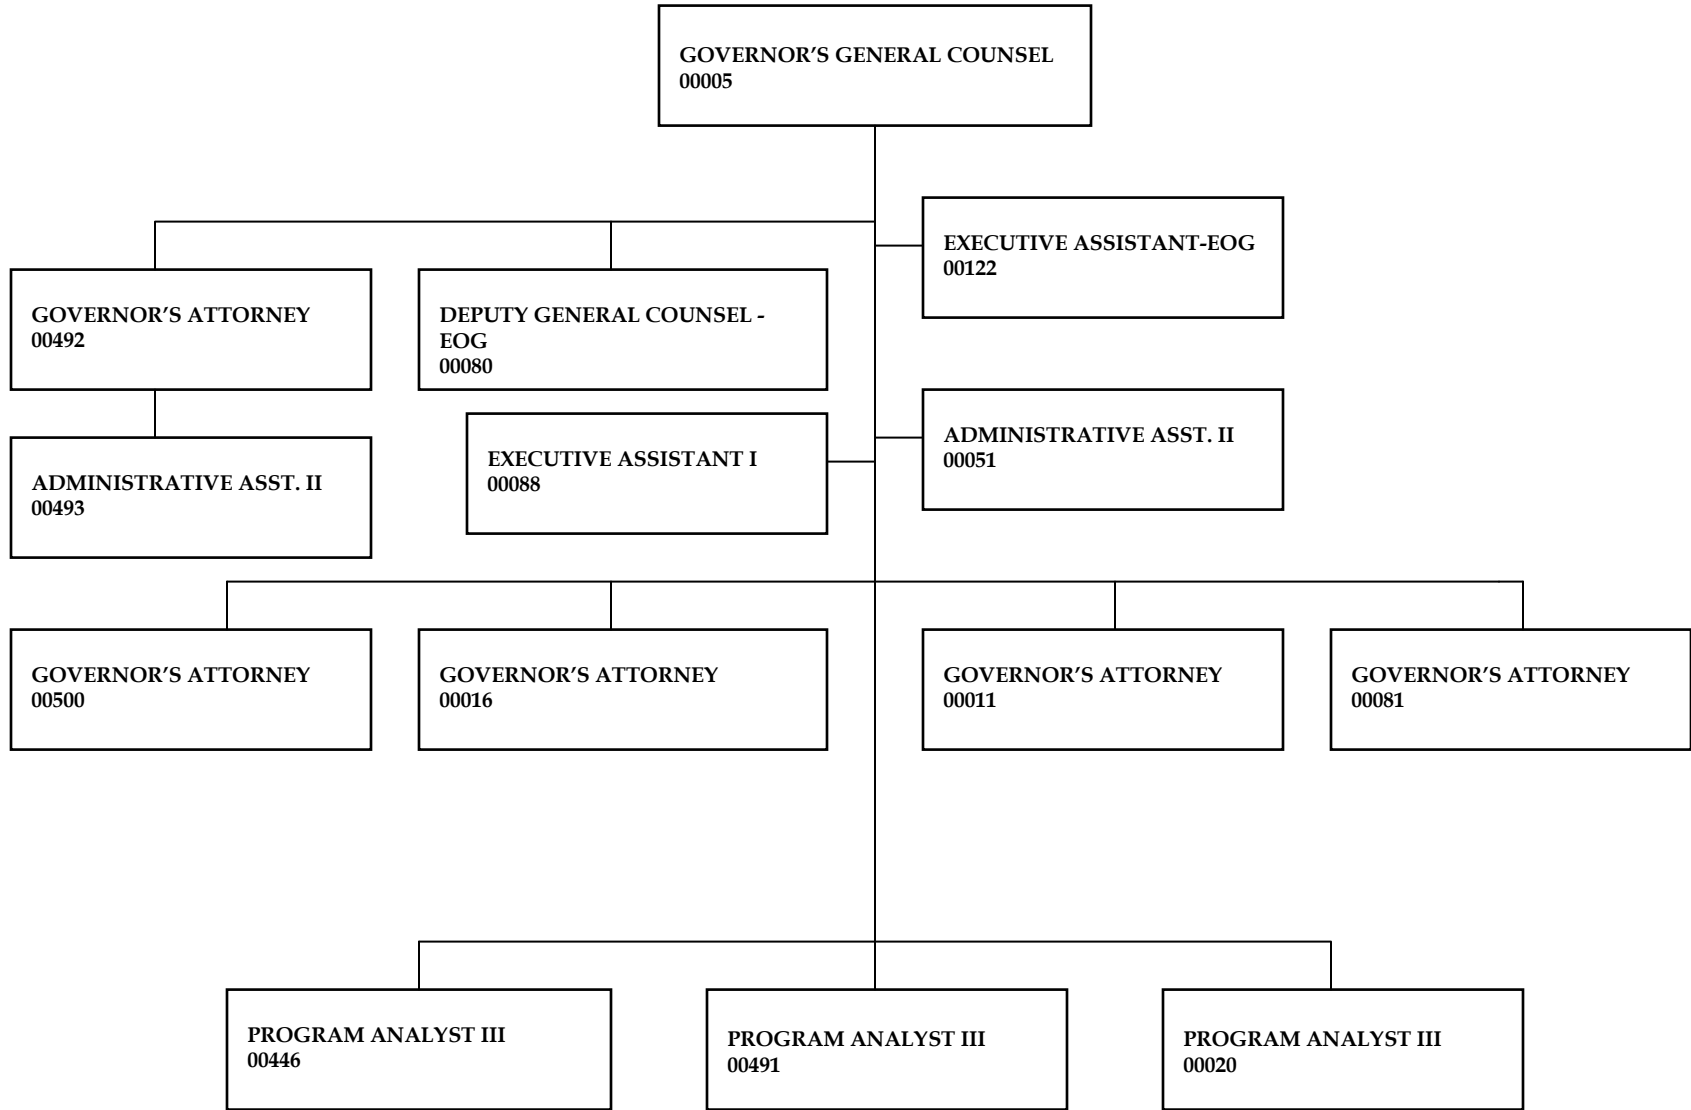 GOVERNOR'S GENERAL COUNSEL
00005
EXECUTIVE ASSISTANT-EOG
00122
GOVERNOR'S ATTORNEY
00492
DEPUTY GENERAL COUNSEL -
EOG
00080
ADMINISTRATIVE ASST. II
00051
EXECUTIVE ASSISTANT I
00088
ADMINISTRATIVE ASST. II
00493
GOVERNOR'S ATTORNEY
00500
GOVERNOR'S ATTORNEY
00016
GOVERNOR'S ATTORNEY
00011
GOVERNOR'S ATTORNEY
00081
PROGRAM ANALYST III
00446
PROGRAM ANALYST III
00491
PROGRAM ANALYST III
00020